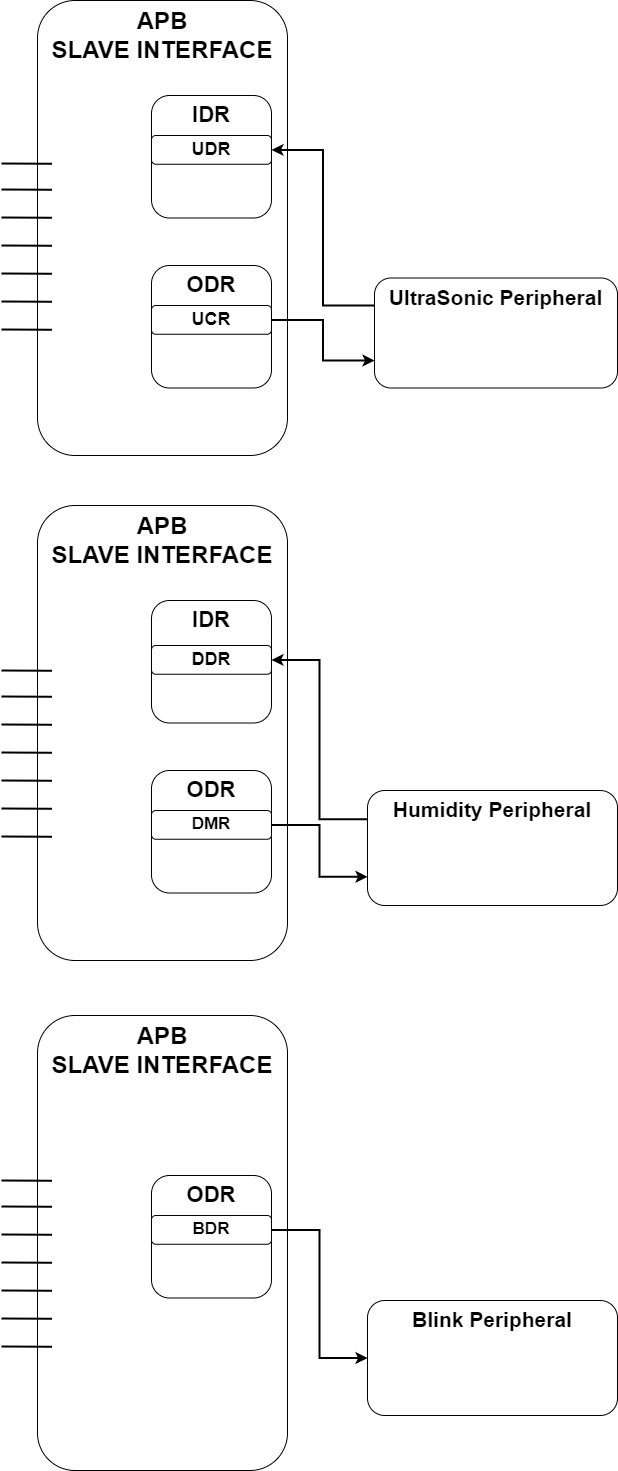 APB
SLAVE INTERFACE
IDR
UDR
ODR
UCR
UltraSonic Peripheral
APB
SLAVE INTERFACE
IDR
DDR
ODR
DMR
Humidity Peripheral
APB
SLAVE INTERFACE
ODR
BDR
Blink Peripheral